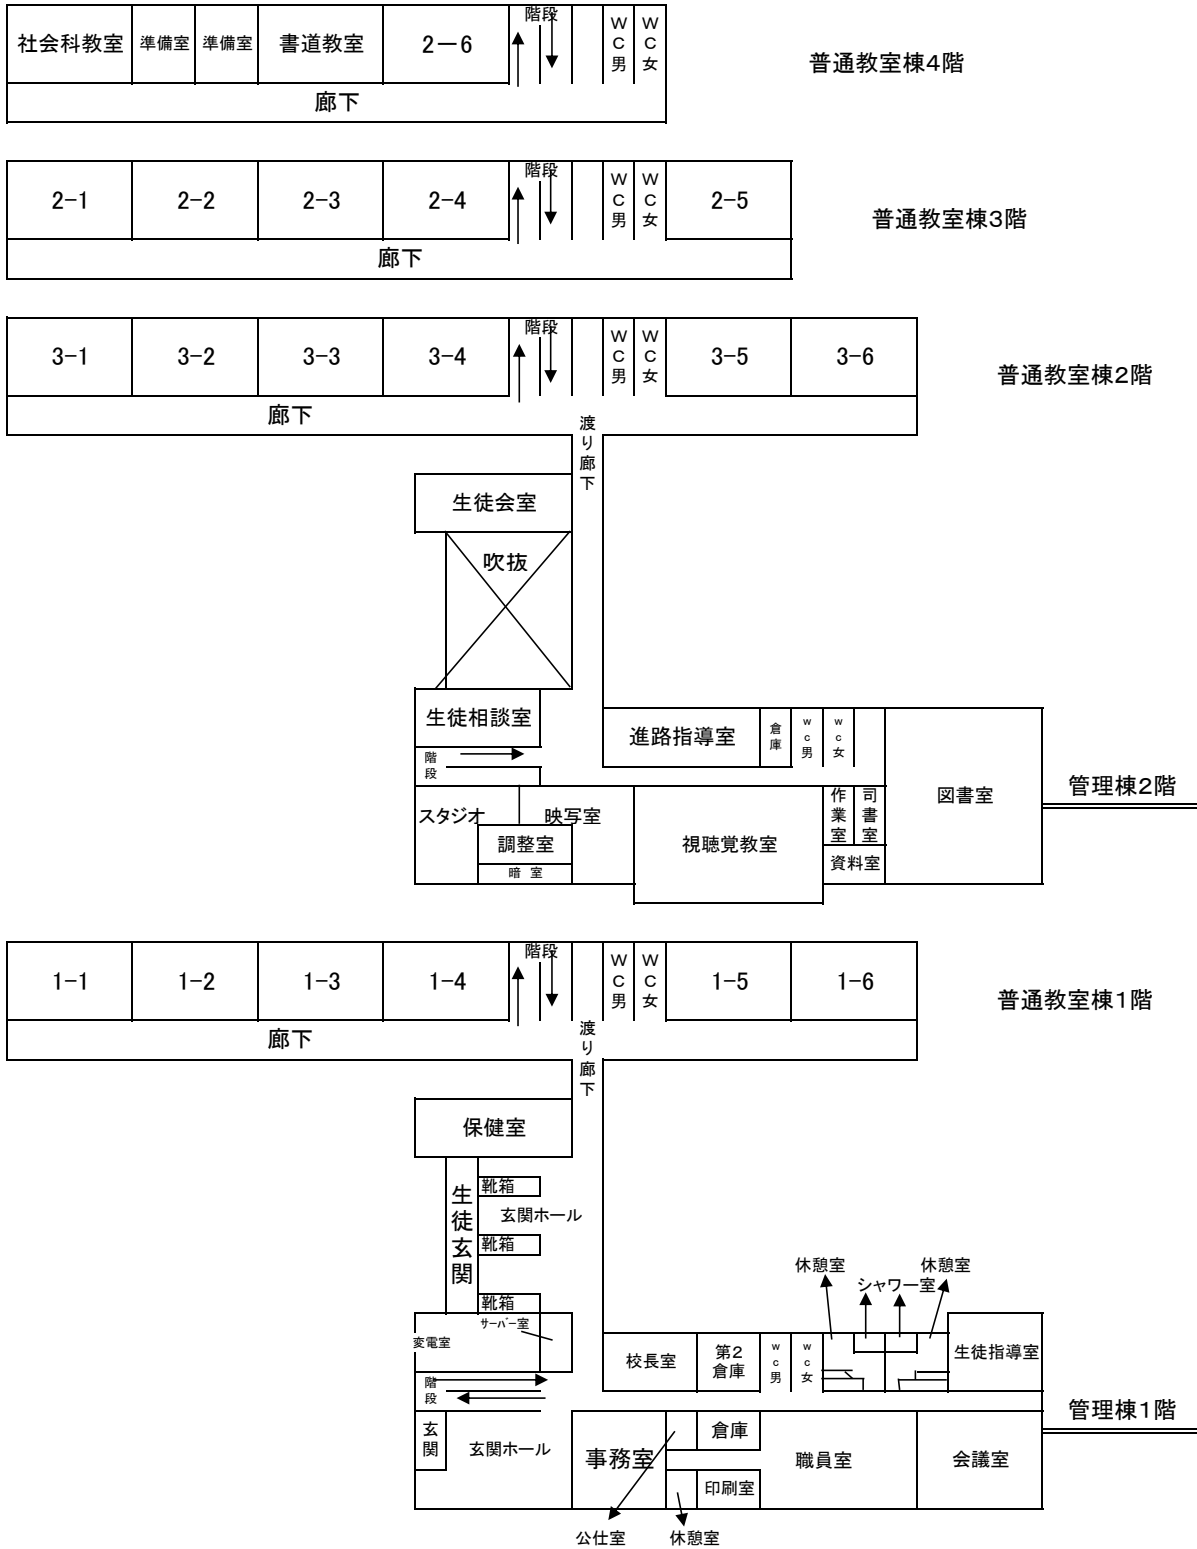 階段
社会科教室 準備室 準備室 書道教室 2－6 WC男 WC女
普通教室棟4階
廊下
階段
2-1 2-2 2-3 2-4 WC男 WC女 2-5
普通教室棟3階
廊下
階段
3-1 3-2 3-3 3-4 WC男 WC女 3-5 3-6
普通教室棟2階
廊下
渡り廊下
生徒会室
吹抜
生徒相談室
進路指導室 倉庫 wc男 wc女
階段
図書室
管理棟2階
スタジオ 映写室
調整室
暗 室
視聴覚教室
作業室 司書室
資料室
階段
1-1 1-2 1-3 1-4 WC男 WC女 1-5 1-6
普通教室棟1階
廊下
渡り廊下
保健室
生徒玄関
靴箱
玄関ホール
靴箱
靴箱
サーバー室
変電室
休憩室 休憩室
シャワー室
校長室 第2倉庫 wc男 wc女 生徒指導室
階段
管理棟1階
玄関 玄関ホール
事務室 倉庫 職員室 会議室
印刷室
公仕室 休憩室